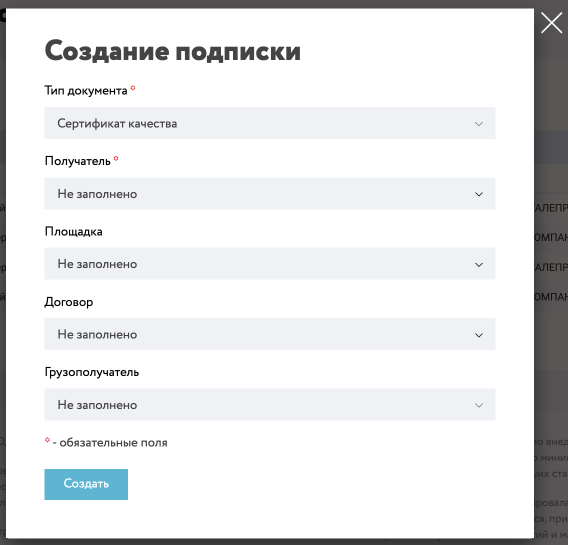 Создание подписки
Тип документа *
Сертификат качества
Получатель *
Не заполнено
Площадка
Не заполнено
Договор
Не заполнено
Грузополучатель
Не заполнено
* - обязательные поля
Создать